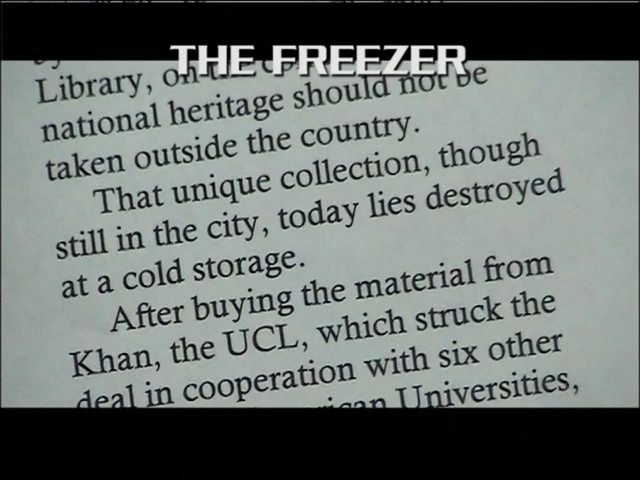 THE FREEZER
Library, on the
national heritage should not be
taken outside the country.
That unique collection, though
still in the city, today lies destroyed
at a cold storage.
After buying the material from
Khan, the UCL, which struck the
deal in cooperation with six other
Universities,